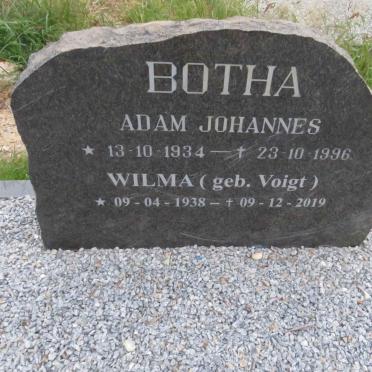 BOTHA
ADAM JOHANNES
★ 13-10-1934 — † 23-10-1996
WILMA ( geb. Voigt )
★ 09-04-1938 – † 09-12-2019